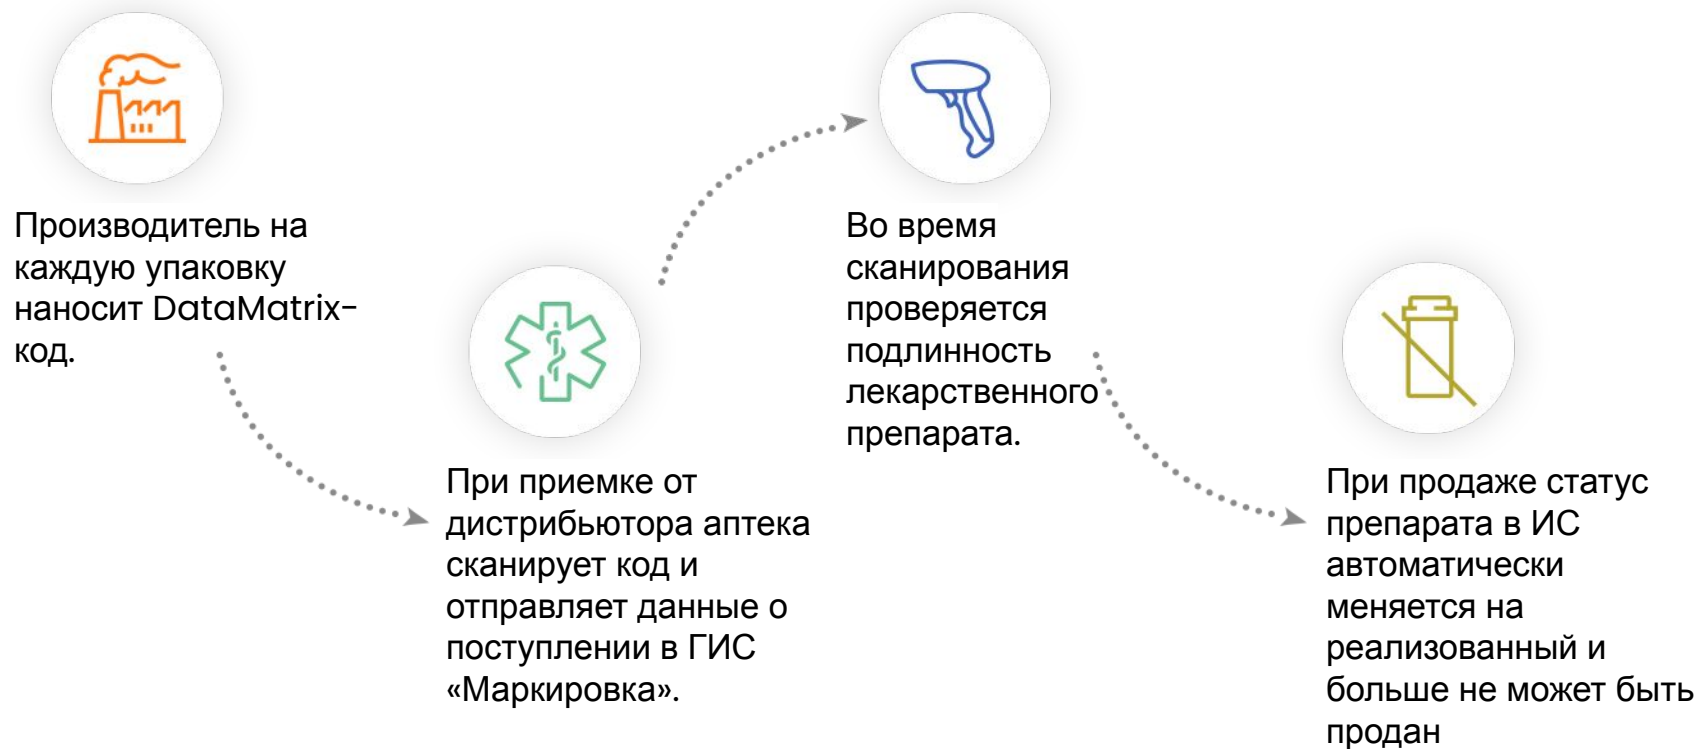 Производитель на
каждую упаковку
наносит DataMatrix-
код.
При приемке от
дистрибьютора аптека
сканирует код и
отправляет данные о
поступлении в ГИС
«Маркировка».
Во время
сканирования
проверяется
подлинность
лекарственного
препарата.
При продаже статус
препарата в ИС
автоматически
меняется на
реализованный и
больше не может быть
продан